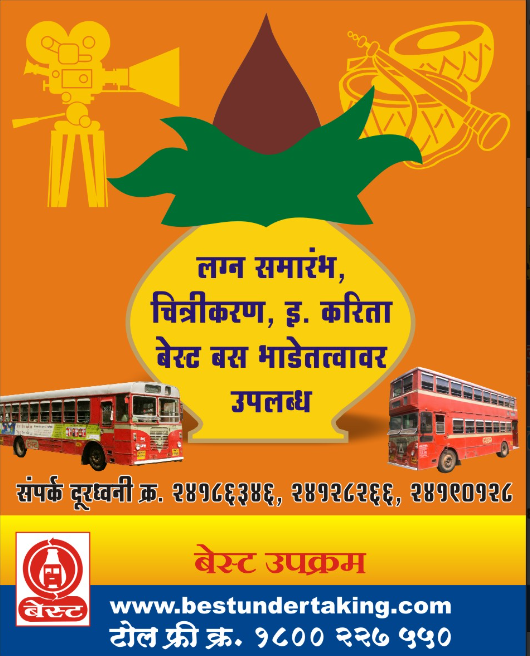 लग्न समारंभ,
चित्रीकरण, इ. करिता
बेस्ट बस भाडेतत्वावर
उपलब्ध
संपर्क दूरध्वनी क्र. २४१८६३४६, २४१२८२६६, २४१९०१२८
बेस्ट उपक्रम
बेस्ट
www.bestundertaking.com
टोल फ्री क्र. १८०० २२७ ५५०